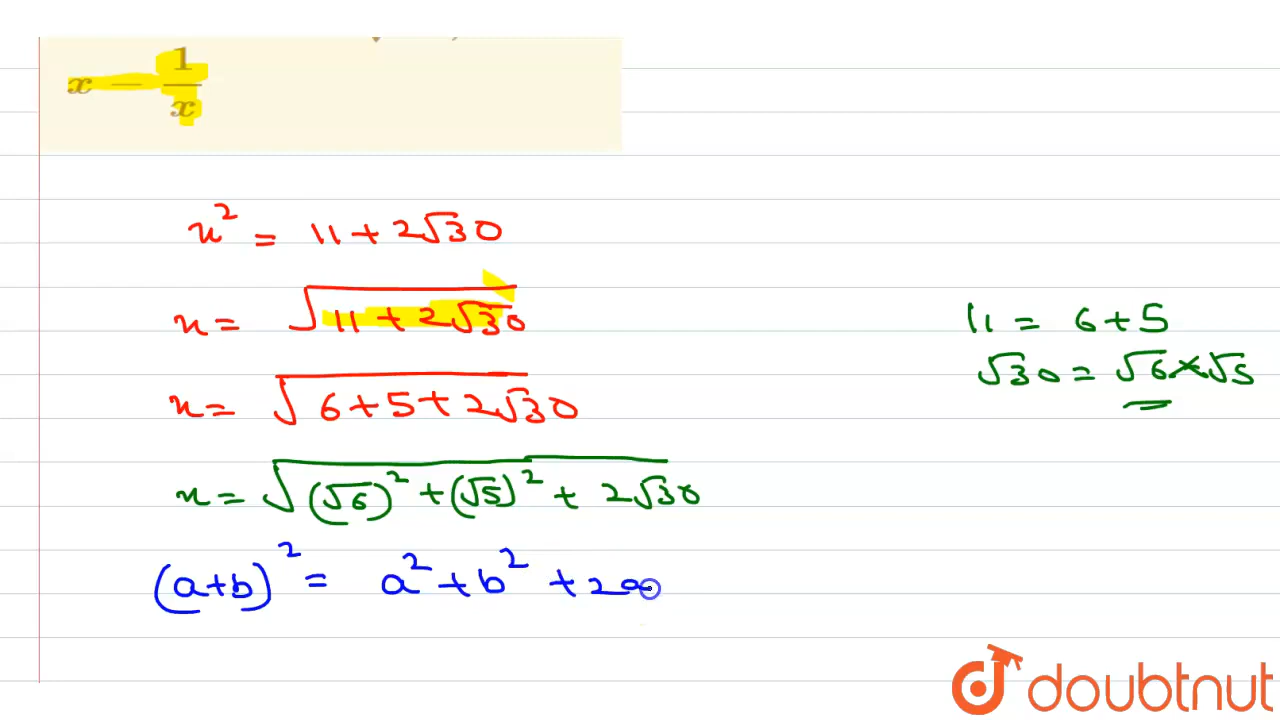 x - 1/x
x² = 11 + 2√30
x = √(11 + 2√30)
11 = 6 + 5
√30 = √6 × √5
x = √(6 + 5 + 2√30)
x = √((√6)² + (√5)² + 2√30)
(a+b)² = a² + b² + 2a
doubtnut